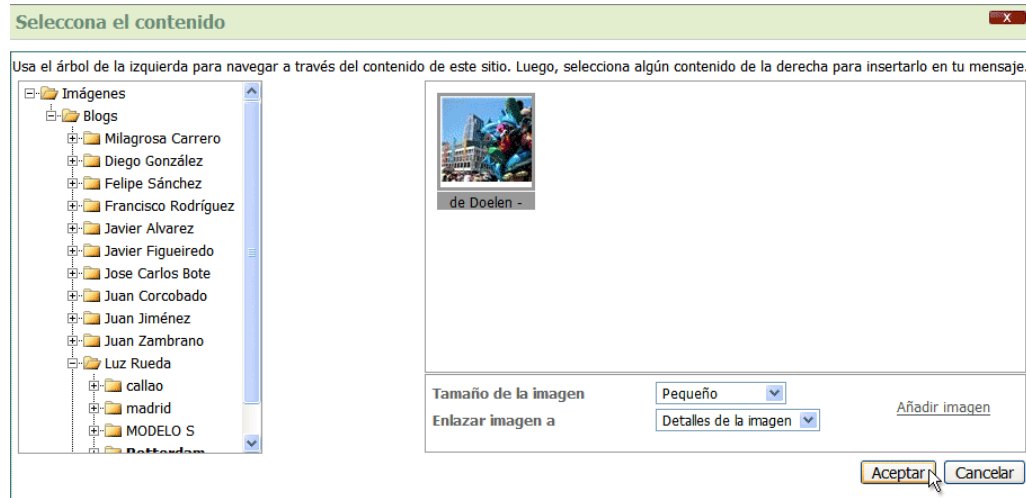 Seleccona el contenido
X
Usa el árbol de la izquierda para navegar a través del contenido de este sitio. Luego, selecciona algún contenido de la derecha para insertarlo en tu mensaje.
Imágenes
Blogs
Milagrosa Carrero
Diego González
Felipe Sánchez
Francisco Rodríguez
Javier Alvarez
Javier Figueiredo
Jose Carlos Bote
Juan Corcobado
Juan Jiménez
Juan Zambrano
Luz Rueda
callao
madrid
MODELO S
Rotterdam
de Doelen -
Tamaño de la imagen Pequeño
Enlazar imagen a Detalles de la imagen
Añadir imagen
Aceptar Cancelar